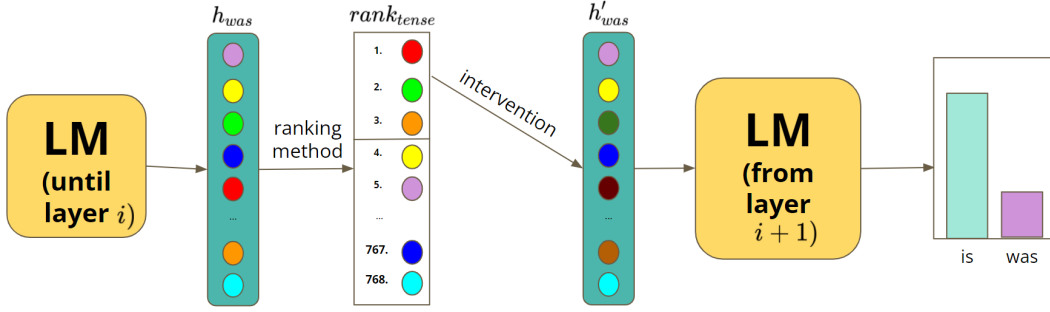 h_was
rank_tense
h'_was
LM
(until
layer i)
...
ranking
method
1.
2.
3.
4.
5.
...
767.
768.
intervention
...
LM
(from
layer
i + 1)
is
was